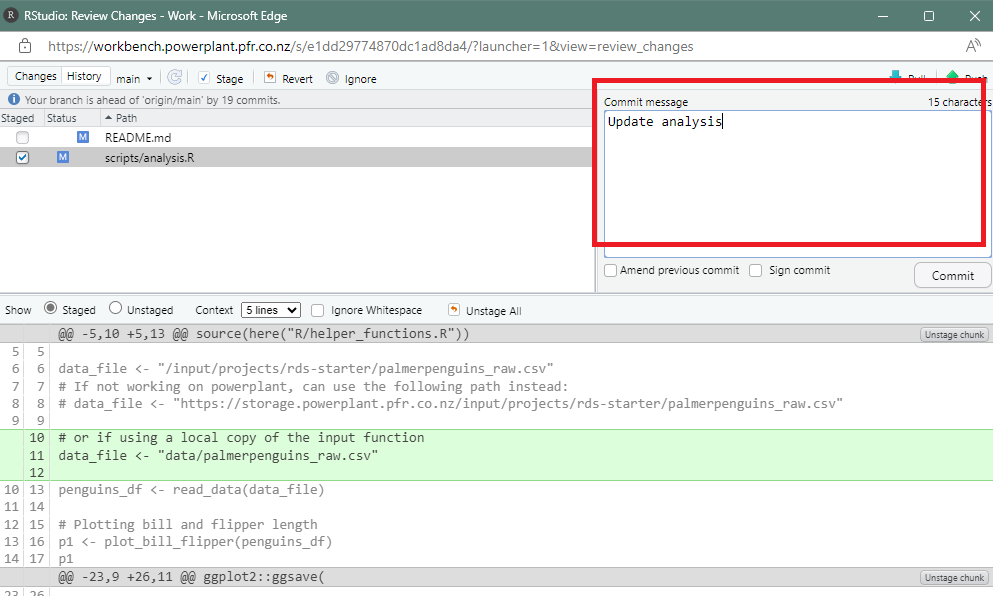 R RStudio: Review Changes - Work - Microsoft Edge
https://workbench.powerplant.pfr.co.nz/s/e1dd29774870dc1ad8da4/?launcher=1&view=review_changes
Changes History main Stage Revert Ignore Pull Push
Your branch is ahead of 'origin/main' by 19 commits.
Staged Status Path
M README.md
M scripts/analysis.R
Commit message 15 characters
Update analysis
Amend previous commit Sign commit Commit
Show Staged Unstaged Context 5 lines Ignore Whitespace Unstage All
@@ -5,10 +5,13 @@ source(here("R/helper_functions.R")) Unstage chunk
5 5
6 6 data_file <- "/input/projects/rds-starter/palmerpenguins_raw.csv"
7 7 # If not working on powerplant, can use the following path instead:
8 8 # data_file <- "https://storage.powerplant.pfr.co.nz/input/projects/rds-starter/palmerpenguins_raw.csv"
9 9
10 # or if using a local copy of the input function
11 data_file <- "data/palmerpenguins_raw.csv"
12
10 13 penguins_df <- read_data(data_file)
11 14
12 15 # Plotting bill and flipper length
13 16 p1 <- plot_bill_flipper(penguins_df)
14 17 p1
@@ -23,9 +26,11 @@ ggplot2::ggsave( Unstage chunk
23 26